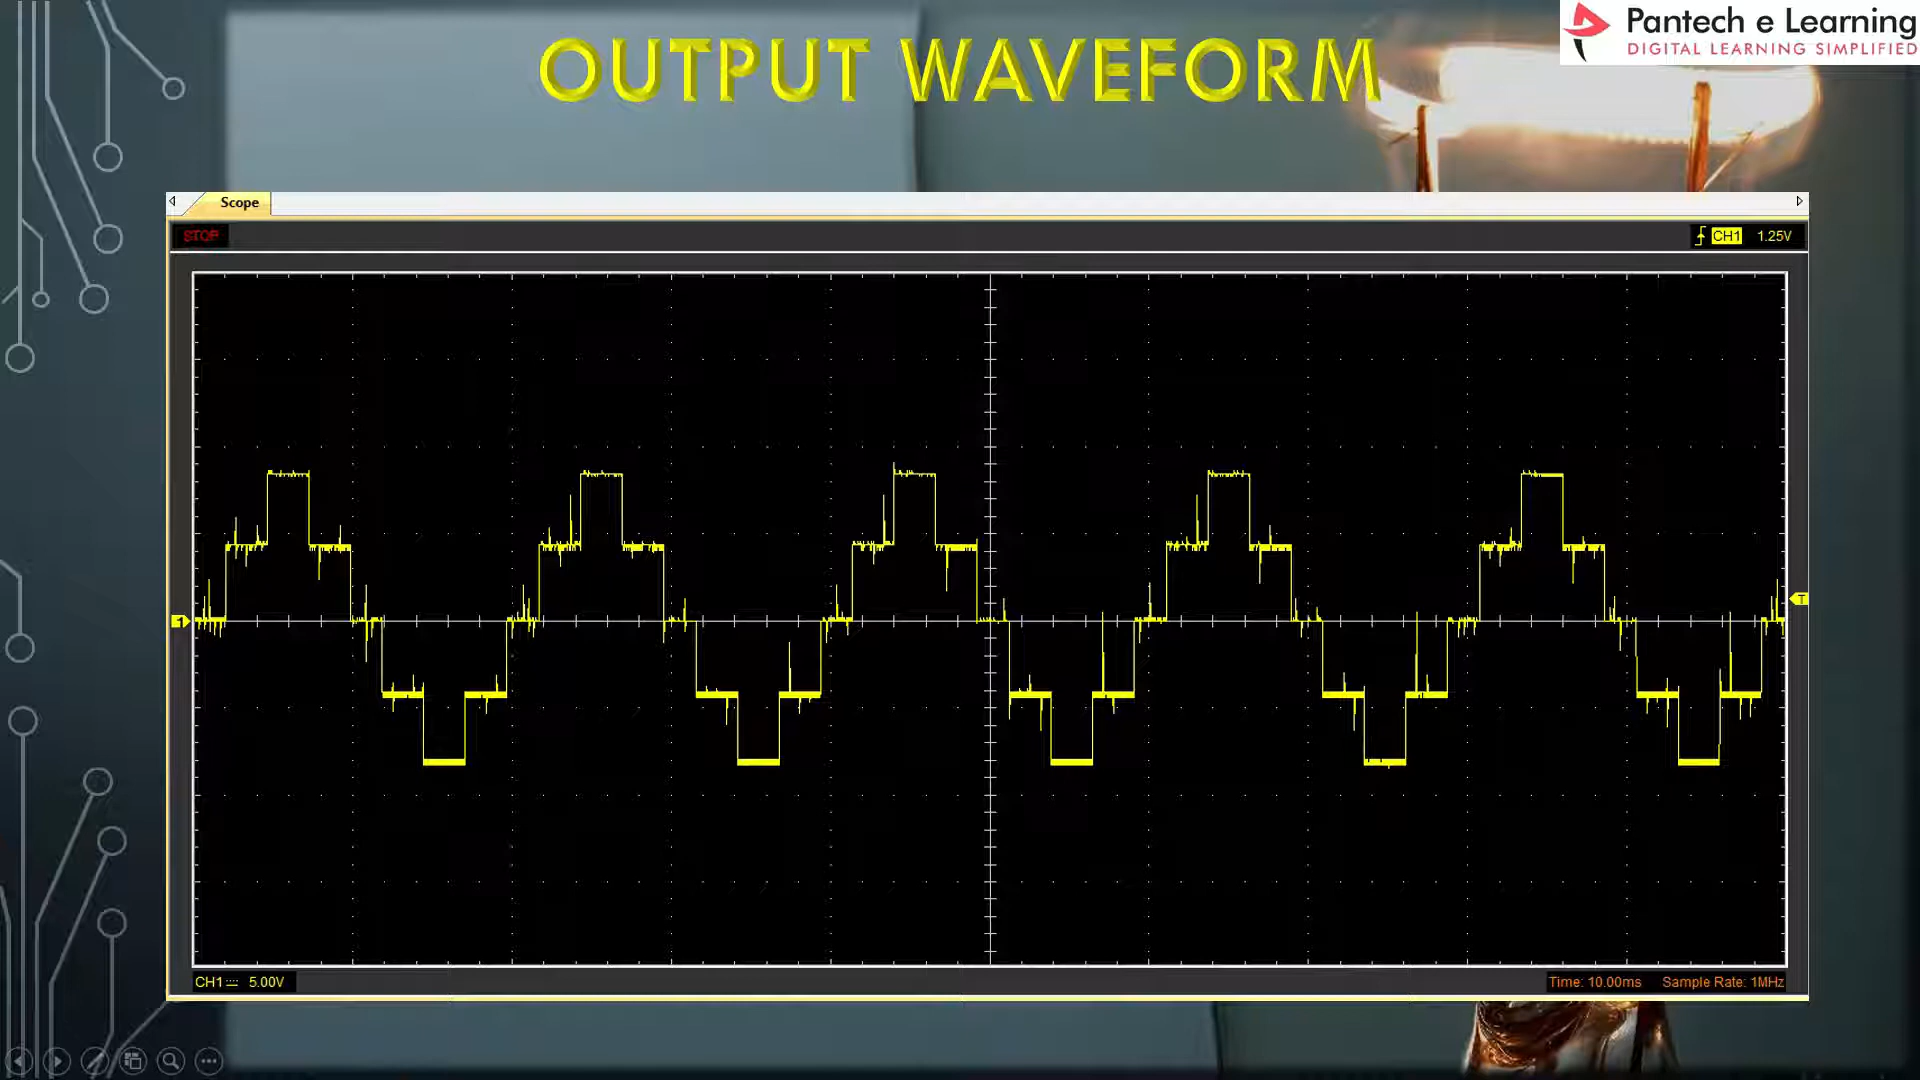 Pantech e Learning
DIGITAL LEARNING SIMPLIFIED
OUTPUT WAVEFORM
Scope
STOP
CH1 1.25V
1
T
CH1 5.00V
Time: 10.00ms Sample Rate: 1MHz